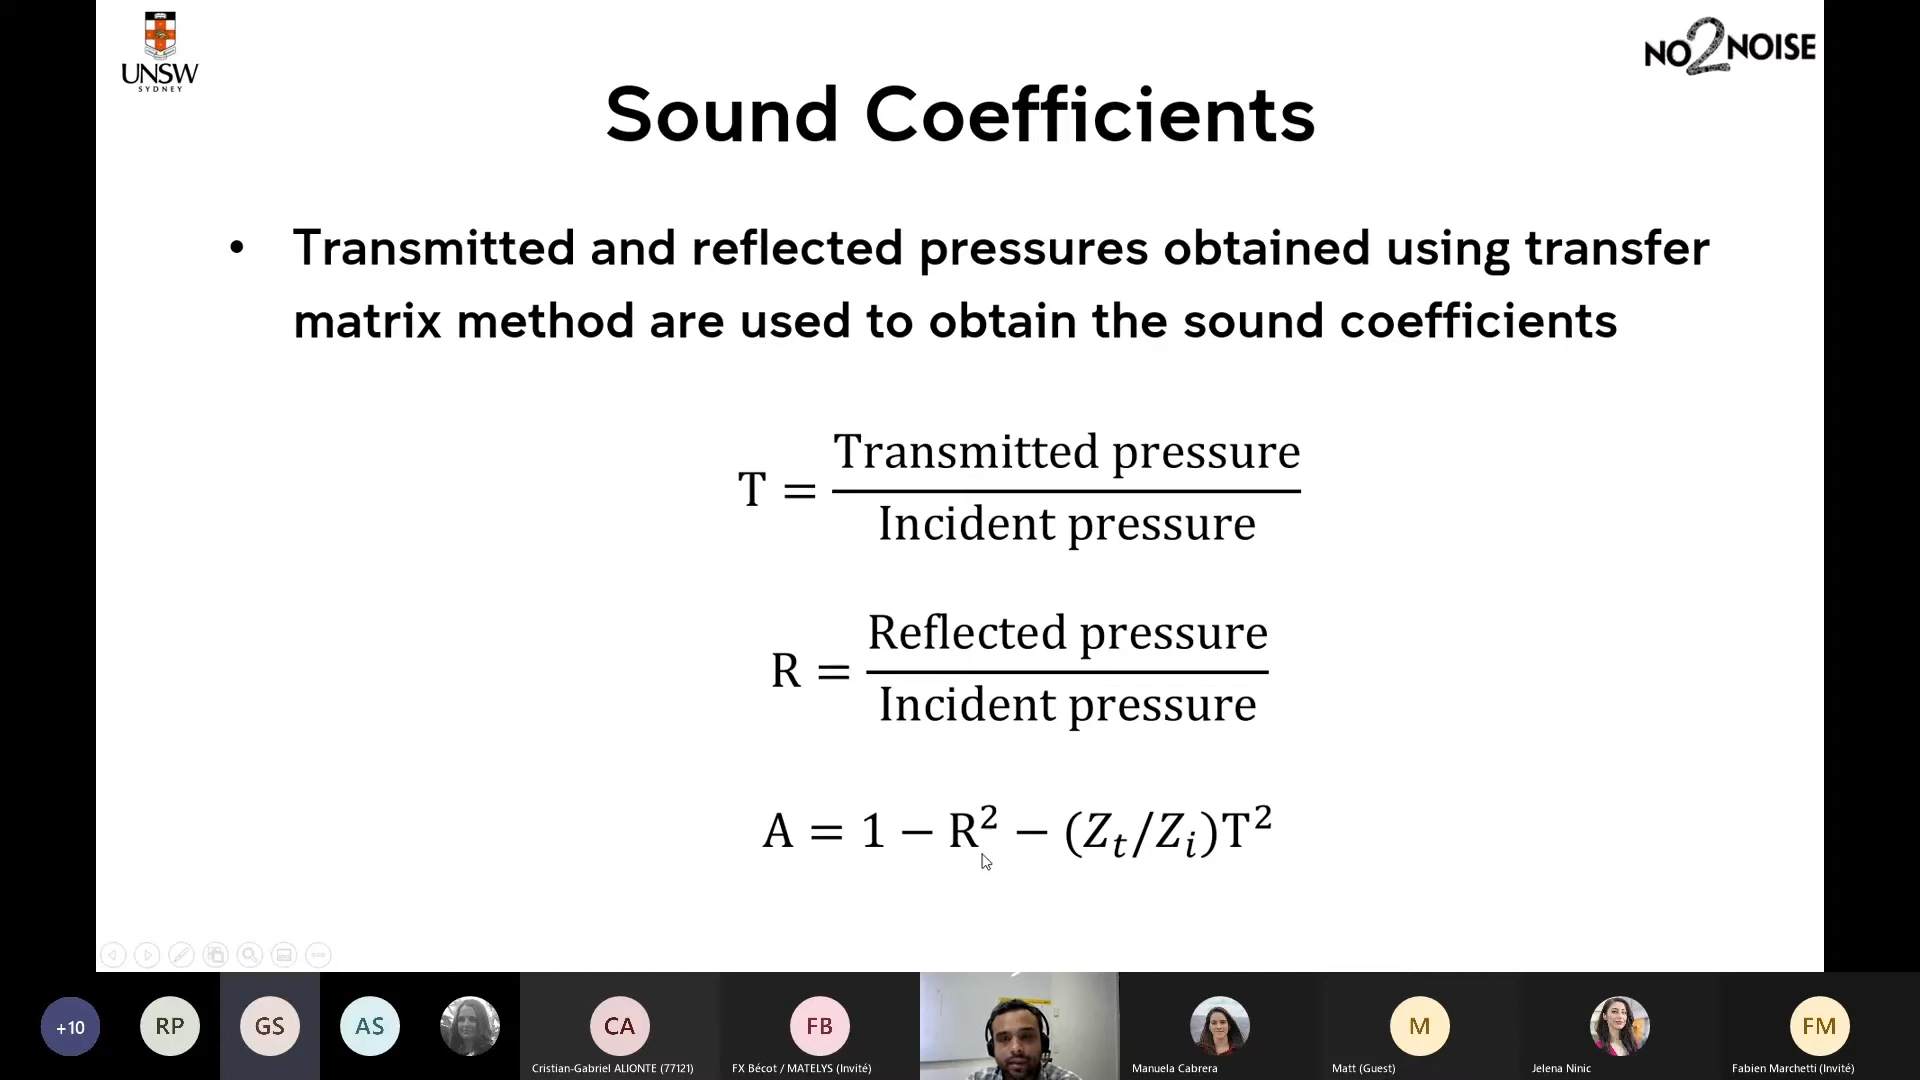 UNSW
SYDNEY
NO2NOISE
Sound Coefficients
• Transmitted and reflected pressures obtained using transfer
matrix method are used to obtain the sound coefficients
T = Transmitted pressure / Incident pressure
R = Reflected pressure / Incident pressure
A = 1 − R² − (Zₜ/Zᵢ)T²
+10
RP
GS
AS
CA
FB
M
FM
Cristian-Gabriel ALIONTE (77121)
FX Bécot / MATELYS (Invité)
Manuela Cabrera
Matt (Guest)
Jelena Ninic
Fabien Marchetti (Invité)